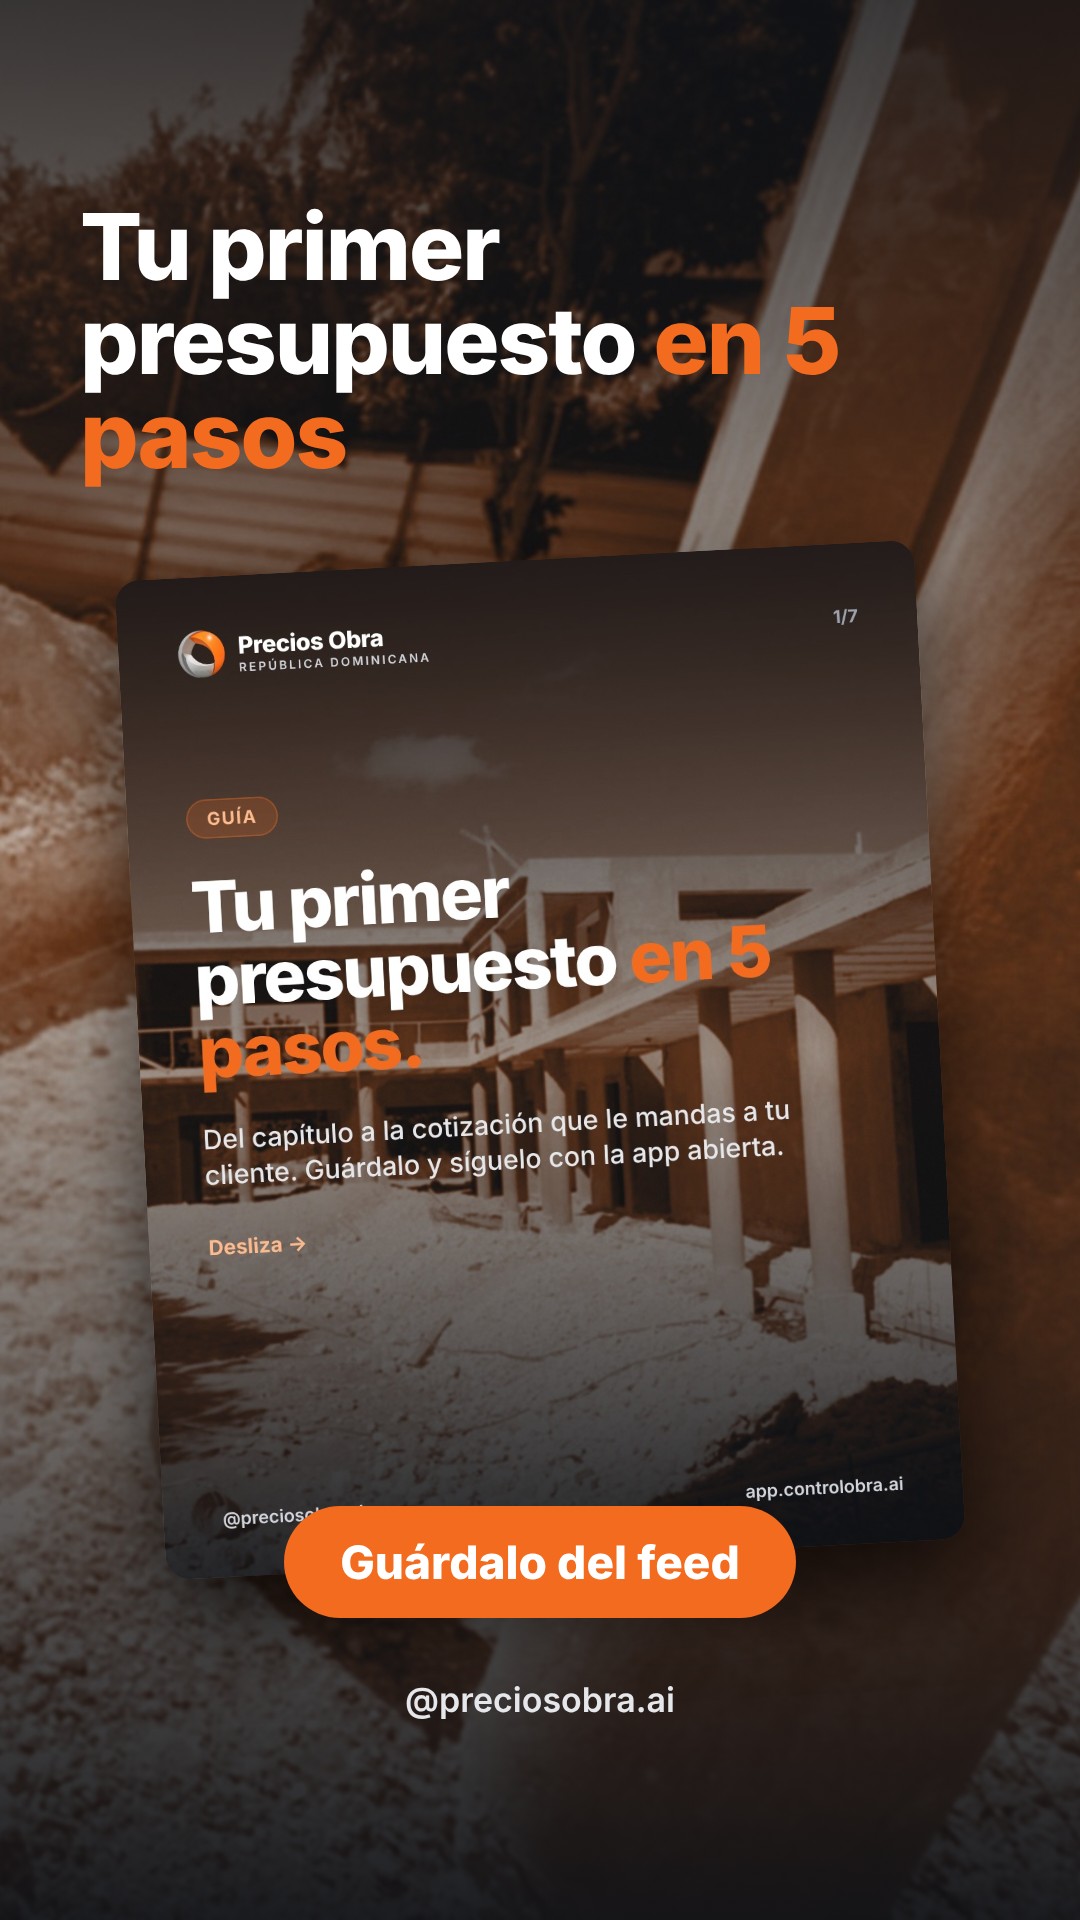 Tu primer
presupuesto en 5
pasos
Precios Obra
REPÚBLICA DOMINICANA
1/7
GUÍA
Tu primer
presupuesto en 5
pasos.
Del capítulo a la cotización que le mandas a tu
cliente. Guárdalo y síguelo con la app abierta.
Desliza →
app.controlobra.ai
Guárdalo del feed
@preciosobra.ai